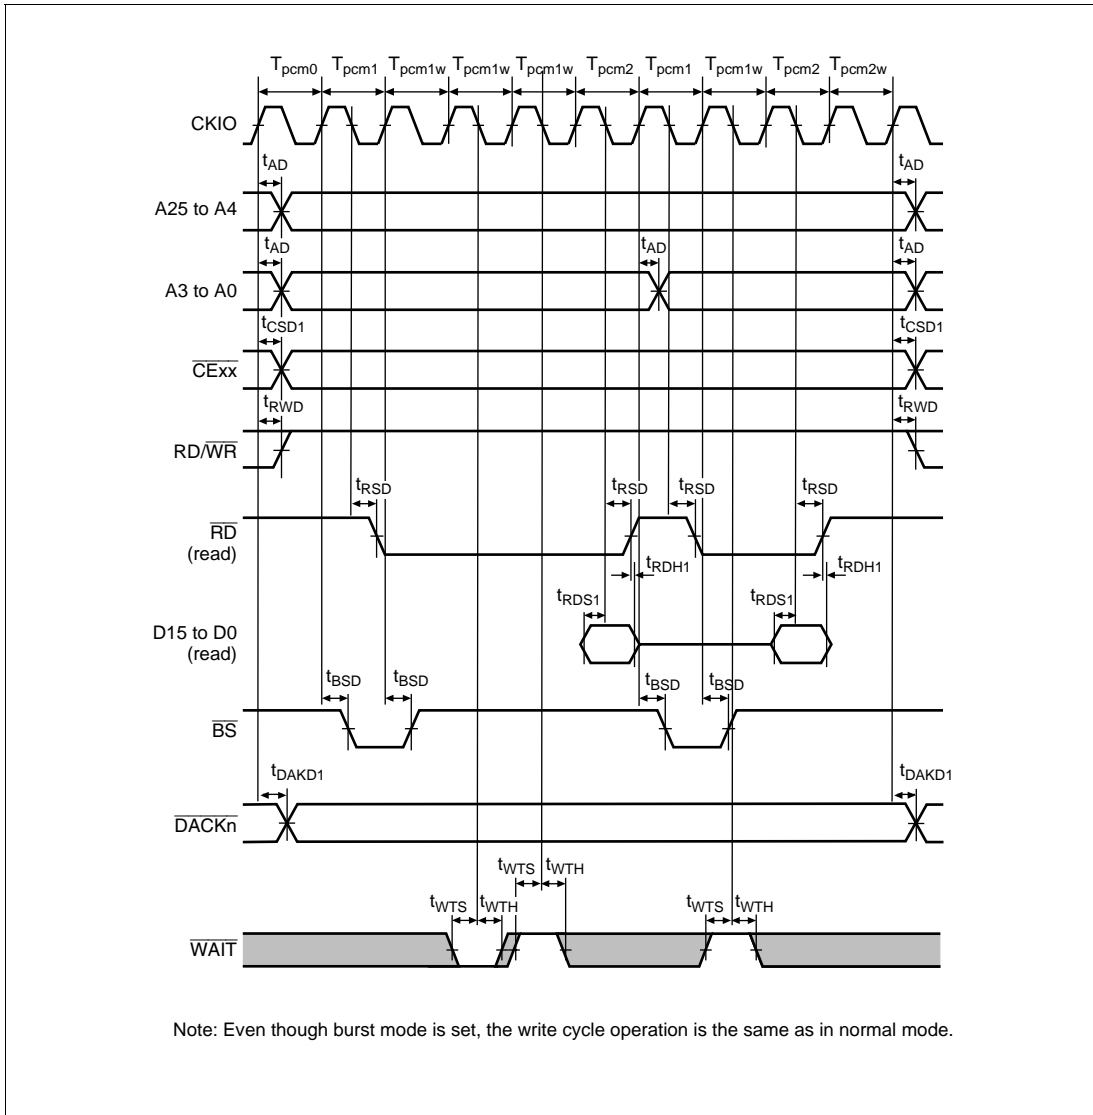 Tpcm0 Tpcm1 Tpcm1w Tpcm1w Tpcm1w Tpcm2 Tpcm1 Tpcm1w Tpcm2 Tpcm2w
CKIO
tAD tAD
A25 to A4
tAD tAD tAD
A3 to A0
tCSD1 tCSD1
CExx
tRWD tRWD
RD/WR
tRSD tRSD tRSD tRSD
RD
(read)
tRDH1 tRDH1
tRDS1 tRDS1
D15 to D0
(read)
tBSD tBSD tBSD tBSD
BS
tDAKD1 tDAKD1
DACKn
tWTS tWTH
tWTS tWTH tWTS tWTH
WAIT
Note: Even though burst mode is set, the write cycle operation is the same as in normal mode.